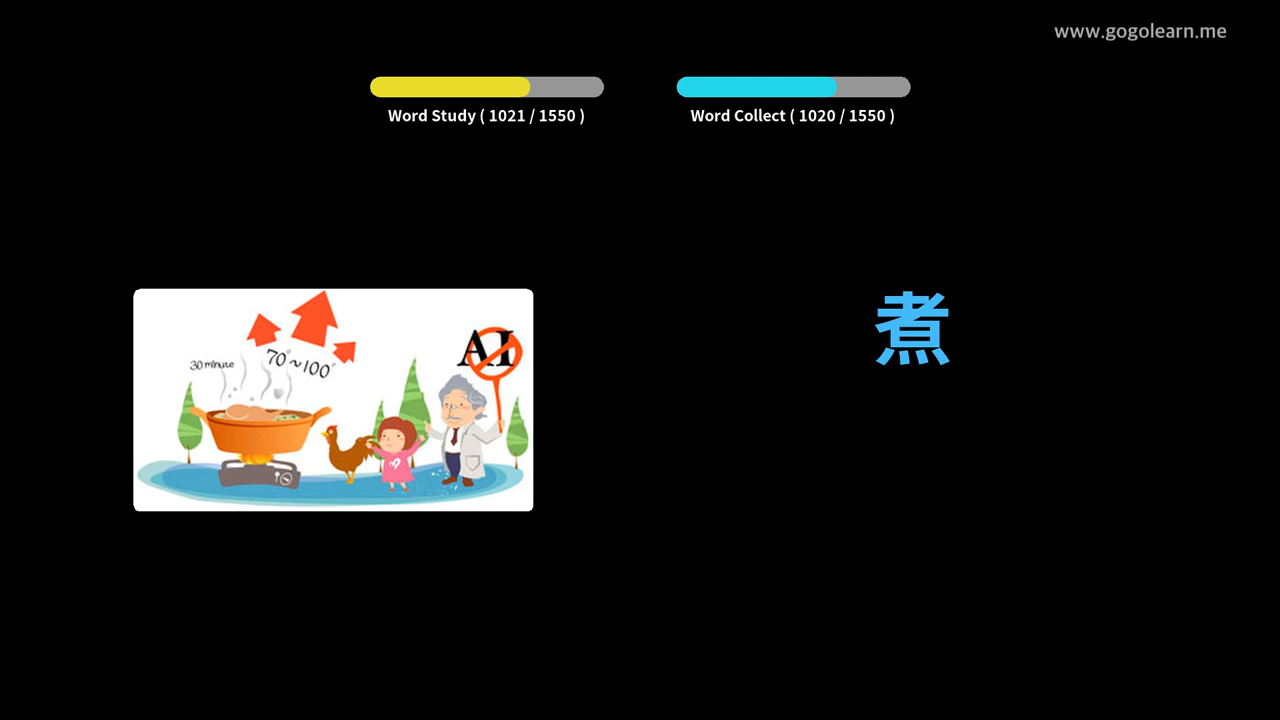 www.gogolearn.me
Word Study ( 1021 / 1550 )
Word Collect ( 1020 / 1550 )
煮
30 minute
70°~100°
AI